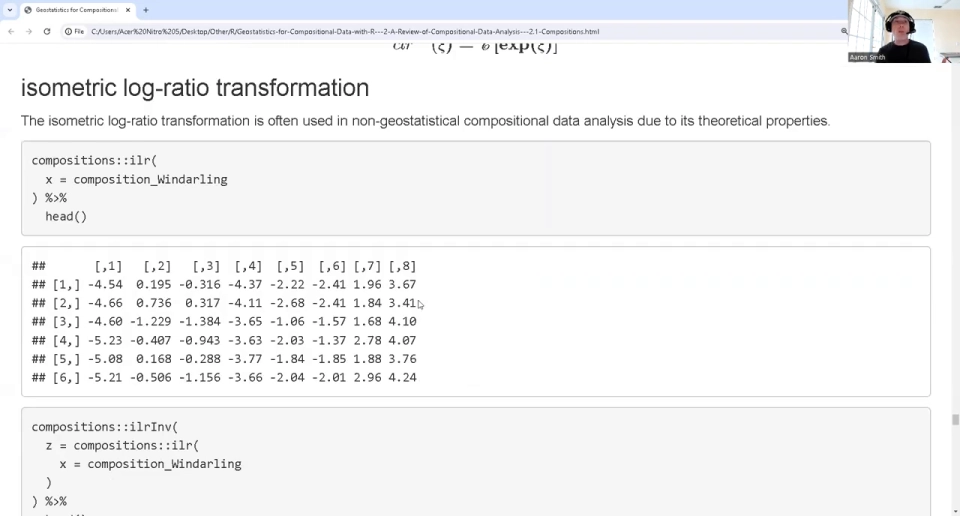 Geostatistics for Compositional
File
C:/Users/Acer%20Nitro%205/Desktop/Other/R/Geostatistics-for-Compositional-Data-with-R---2-A-Review-of-Compositional-Data-Analysis---2.1-Compositions.html
Aaron Smith
isometric log-ratio transformation
The isometric log-ratio transformation is often used in non-geostatistical compositional data analysis due to its theoretical properties.
compositions::ilr(
x = composition_Windarling
) %>%
head()
## [,1] [,2] [,3] [,4] [,5] [,6] [,7] [,8]
## [1,] -4.54 0.195 -0.316 -4.37 -2.22 -2.41 1.96 3.67
## [2,] -4.66 0.736 0.317 -4.11 -2.68 -2.41 1.84 3.41
## [3,] -4.60 -1.229 -1.384 -3.65 -1.06 -1.57 1.68 4.10
## [4,] -5.23 -0.407 -0.943 -3.63 -2.03 -1.37 2.78 4.07
## [5,] -5.08 0.168 -0.288 -3.77 -1.84 -1.85 1.88 3.76
## [6,] -5.21 -0.506 -1.156 -3.66 -2.04 -2.01 2.96 4.24
compositions::ilrInv(
z = compositions::ilr(
x = composition_Windarling
)
) %>%